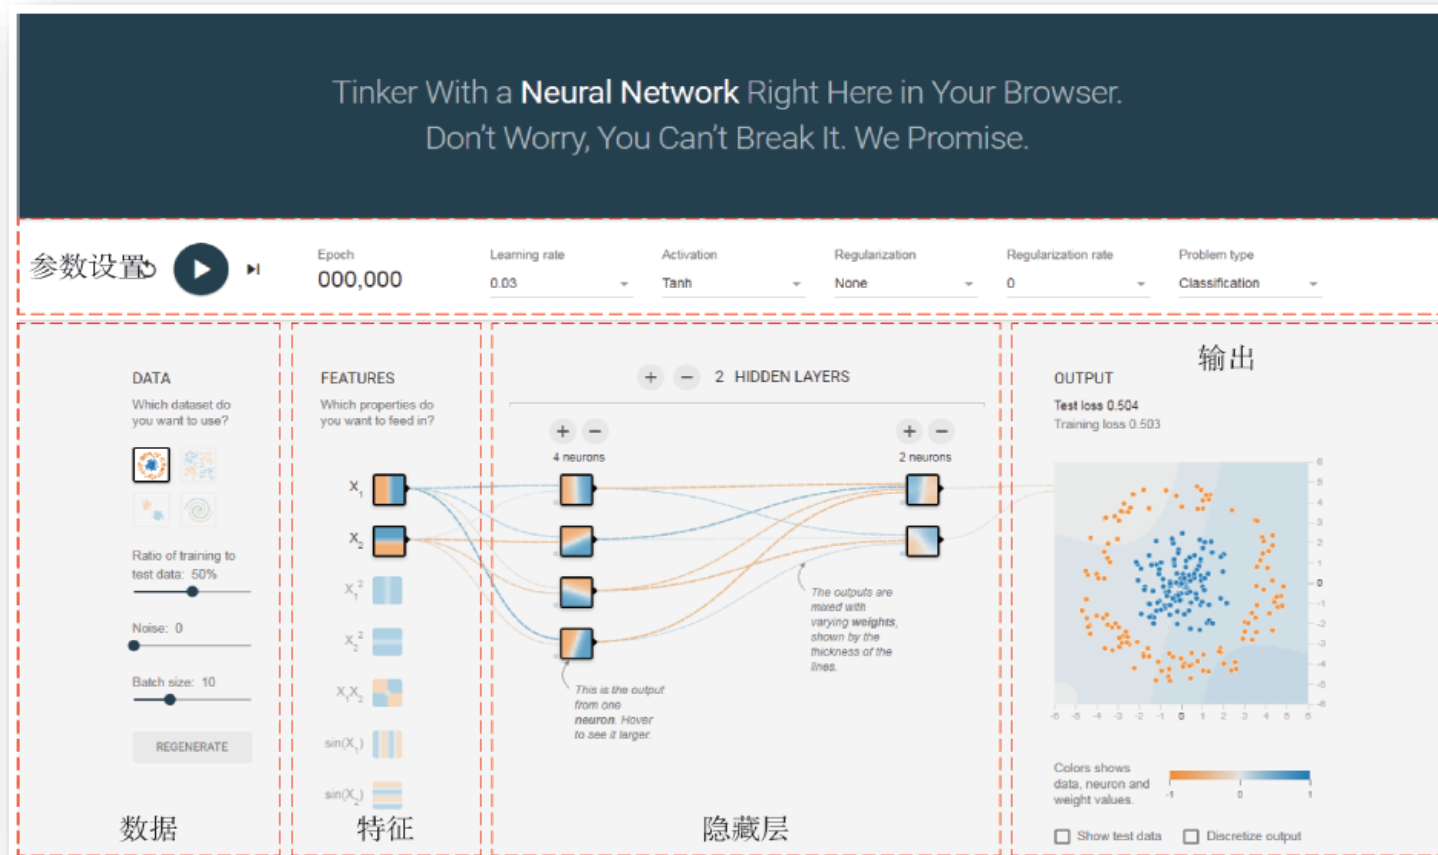 Tinker With a Neural Network Right Here in Your Browser.
Don't Worry, You Can't Break It. We Promise.
参数设置
Epoch
000,000
Learning rate
0.03
Activation
Tanh
Regularization
None
Regularization rate
0
Problem type
Classification
DATA
Which dataset do
you want to use?
Ratio of training to
test data: 50%
Noise: 0
Batch size: 10
REGENERATE
数据
FEATURES
Which properties do
you want to feed in?
X1
X2
X1²
X2²
X1X2
sin(X1)
sin(X2)
特征
+ − 2 HIDDEN LAYERS
+ −
4 neurons
+ −
2 neurons
The outputs are
mixed with
varying weights,
shown by the
thickness of the
lines.
This is the output
from one
neuron. Hover
to see it larger.
隐藏层
输出
OUTPUT
Test loss 0.504
Training loss 0.503
6
5
4
3
2
1
0
-1
-2
-3
-4
-5
-6
-6 -5 -4 -3 -2 -1 0 1 2 3 4 5 6
Colors shows
data, neuron and
weight values.
-1 0 1
Show test data
Discretize output